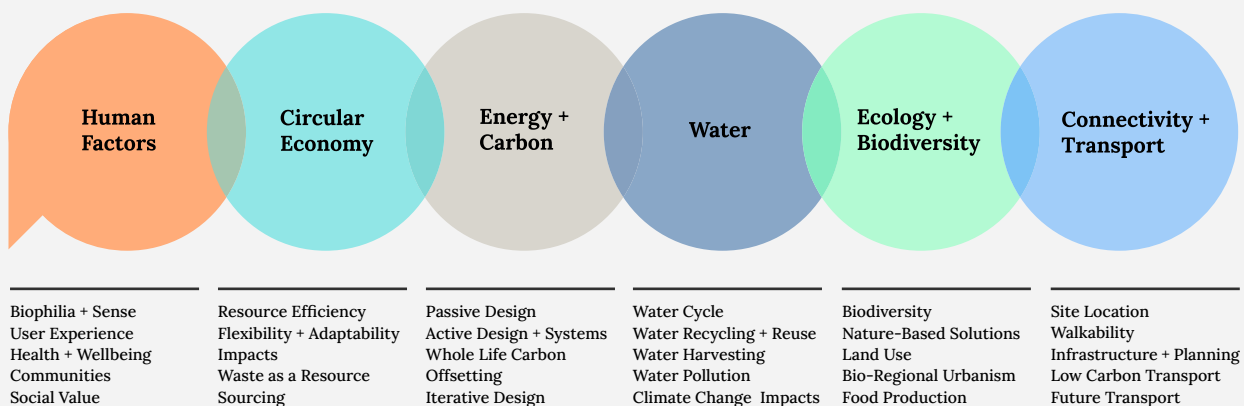 Human
Factors
Circular
Economy
Energy +
Carbon
Water
Ecology +
Biodiversity
Connectivity +
Transport
Biophilia + Sense
User Experience
Health + Wellbeing
Communities
Social Value
Resource Efficiency
Flexibility + Adaptability
Impacts
Waste as a Resource
Sourcing
Passive Design
Active Design + Systems
Whole Life Carbon
Offsetting
Iterative Design
Water Cycle
Water Recycling + Reuse
Water Harvesting
Water Pollution
Climate Change  Impacts
Biodiversity
Nature-Based Solutions
Land Use
Bio-Regional Urbanism
Food Production
Site Location
Walkability
Infrastructure + Planning
Low Carbon Transport
Future Transport